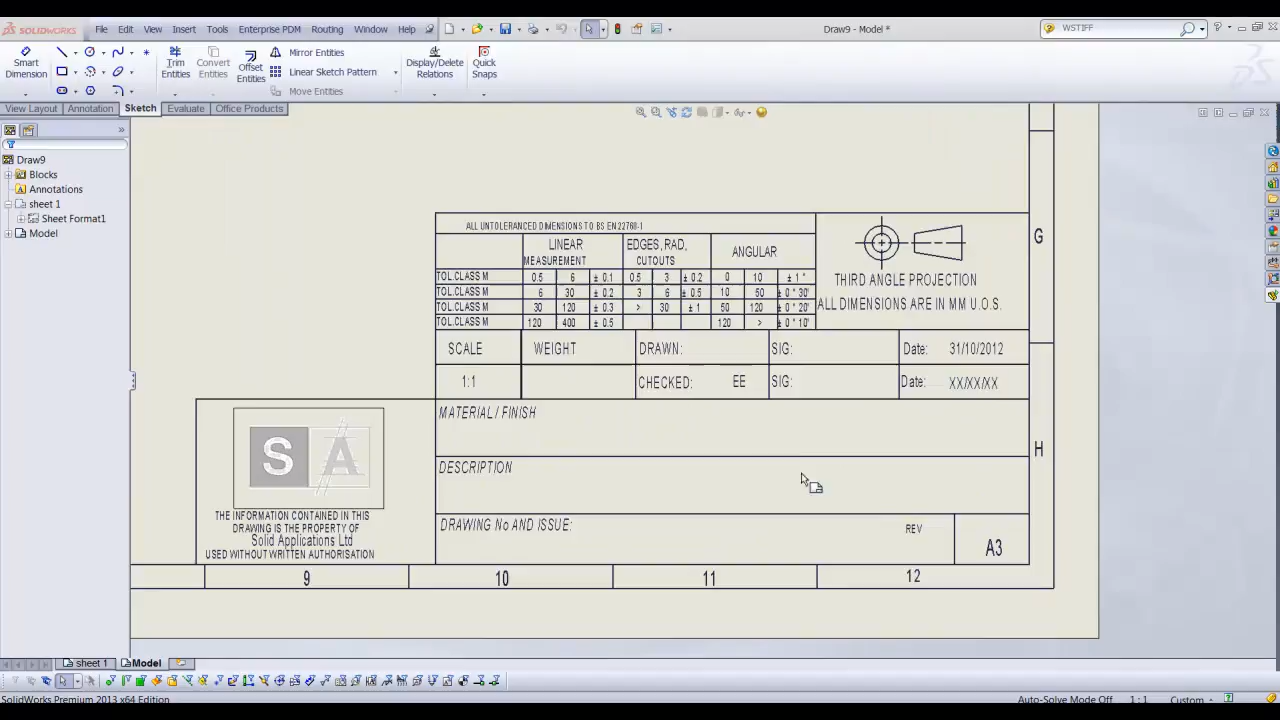 SOLIDWORKS
File Edit View Insert Tools Enterprise PDM Routing Window Help
Draw9 - Model *
WSTIFF
Smart Dimension
Trim Entities
Convert Entities
Offset Entities
Mirror Entities
Linear Sketch Pattern
Move Entities
Display/Delete Relations
Quick Snaps
View Layout Annotation Sketch Evaluate Office Products
Draw9
Blocks
Annotations
sheet 1
Sheet Format1
Model
ALL UNTOLERANCED DIMENSIONS TO BS EN 22768-1
LINEAR MEASUREMENT
EDGES, RAD, CUTOUTS
ANGULAR
TOL.CLASS M 0.5 6 ± 0.1 0.5 3 ± 0.2 0 10 ± 1 °
TOL.CLASS M 6 30 ± 0.2 3 6 ± 0.5 10 50 ± 0 ° 30'
TOL.CLASS M 30 120 ± 0.3 > 30 ± 1 50 120 ± 0 ° 20'
TOL.CLASS M 120 400 ± 0.5 120 > ± 0 ° 10'
THIRD ANGLE PROJECTION
ALL DIMENSIONS ARE IN MM U.O.S.
G
SCALE WEIGHT DRAWN: SIG: Date: 31/10/2012
1:1 CHECKED: EE SIG: Date: XX/XX/XX
MATERIAL / FINISH
H
SA
DESCRIPTION
THE INFORMATION CONTAINED IN THIS
DRAWING IS THE PROPERTY OF
Solid Applications Ltd
USED WITHOUT WRITTEN AUTHORISATION
DRAWING No AND ISSUE:
REV
A3
9 10 11 12
sheet 1 Model
SolidWorks Premium 2013 x64 Edition
Auto-Solve Mode Off 1 : 1 Custom